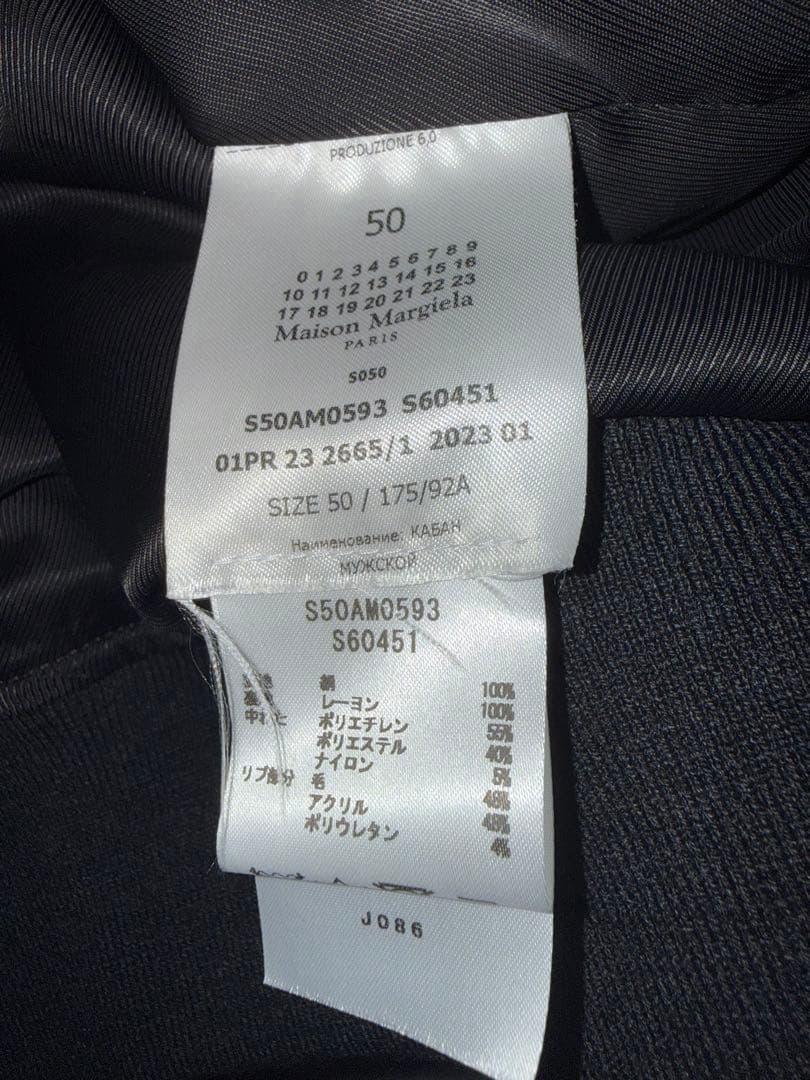 PRODUZIONE 6,0
50
0 1 2 3 4 5 6 7 8 9
10 11 12 13 14 15 16
17 18 19 20 21 22 23
Maison Margiela
PARIS
S050
S50AM0593 S60451
01PR 23 2665/1 2023 01
SIZE 50 / 175/92A
Наименование: КАБАН
МУЖСКОЙ
S50AM0593
S60451
100%
レーヨン 100%
中わた ポリエチレン 55%
ポリエステル 40%
ナイロン 5%
リブ部分 毛 48%
アクリル 48%
ポリウレタン 4%
J086